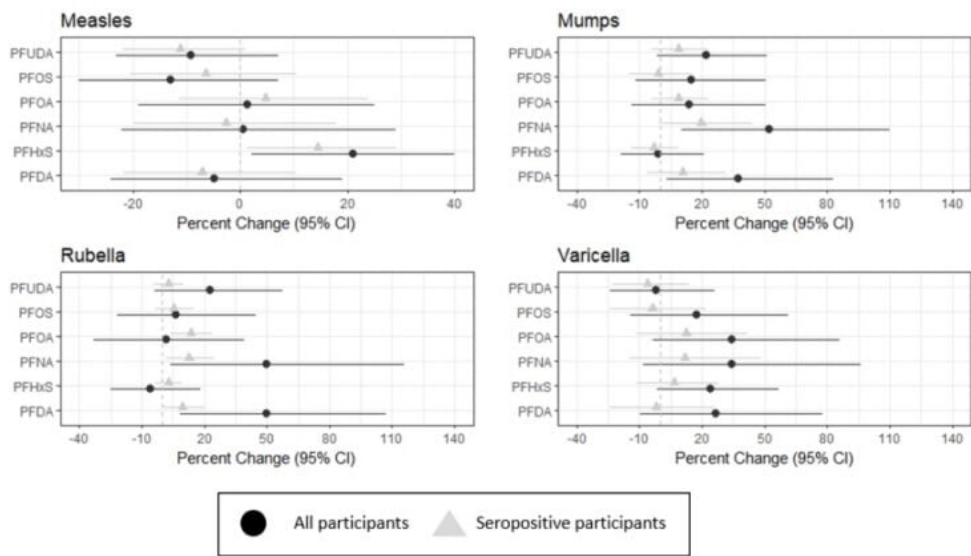 Measles
PFUDA
PFOS
PFOA
PFNA
PFHxS
PFDA
-20 0 20 40
Percent Change (95% CI)
Mumps
PFUDA
PFOS
PFOA
PFNA
PFHxS
PFDA
-40 -10 20 50 80 110 140
Percent Change (95% CI)
Rubella
PFUDA
PFOS
PFOA
PFNA
PFHxS
PFDA
-40 -10 20 50 80 110 140
Percent Change (95% CI)
Varicella
PFUDA
PFOS
PFOA
PFNA
PFHxS
PFDA
-40 -10 20 50 80 110 140
Percent Change (95% CI)
All participants Seropositive participants